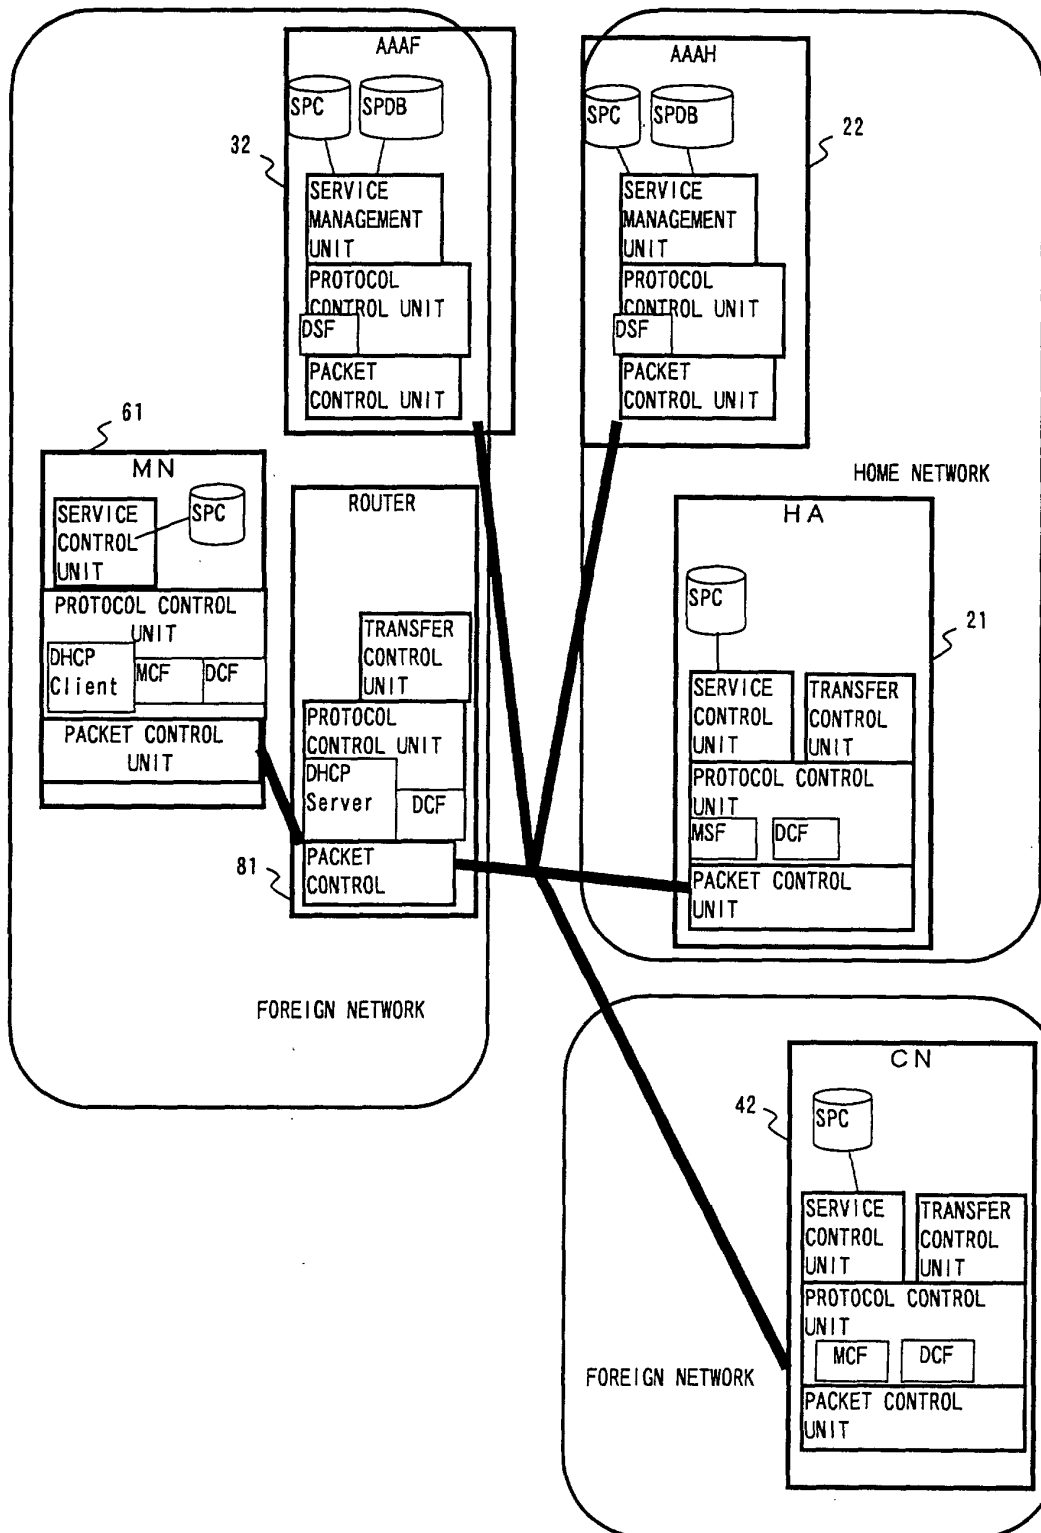 AAAF
SPC
SPDB
32
SERVICE
MANAGEMENT
UNIT
PROTOCOL
CONTROL UNIT
DSF
PACKET
CONTROL UNIT
AAAH
SPC
SPDB
22
SERVICE
MANAGEMENT
UNIT
PROTOCOL
CONTROL UNIT
DSF
PACKET
CONTROL UNIT
61
MN
SERVICE
CONTROL
UNIT
SPC
PROTOCOL CONTROL
UNIT
DHCP
Client
MCF
DCF
PACKET CONTROL
UNIT
ROUTER
TRANSFER
CONTROL
UNIT
PROTOCOL
CONTROL UNIT
DHCP
Server
DCF
PACKET
CONTROL
81
FOREIGN NETWORK
HOME NETWORK
HA
SPC
21
SERVICE
CONTROL
UNIT
TRANSFER
CONTROL
UNIT
PROTOCOL CONTROL
UNIT
MSF
DCF
PACKET CONTROL
UNIT
CN
42
SPC
SERVICE
CONTROL
UNIT
TRANSFER
CONTROL
UNIT
PROTOCOL CONTROL
UNIT
MCF
DCF
PACKET CONTROL
UNIT
FOREIGN NETWORK